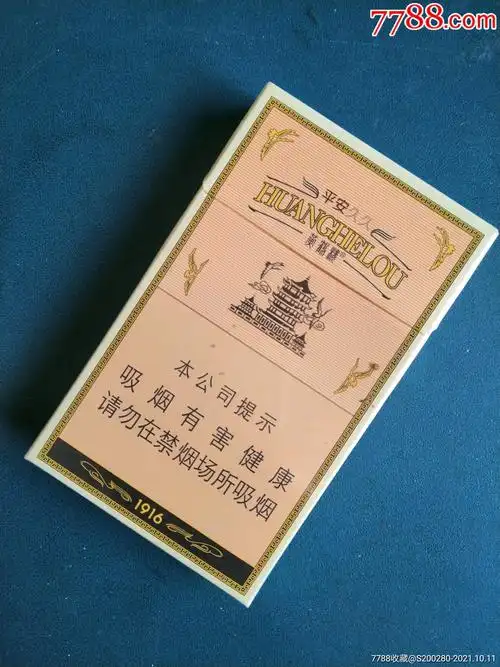 7788.com
平安久久
HUANGHELOU
黄鹤楼®
本公司提示
吸烟有害健康
请勿在禁烟场所吸烟
1916
7788收藏@S200280-2021.10.11